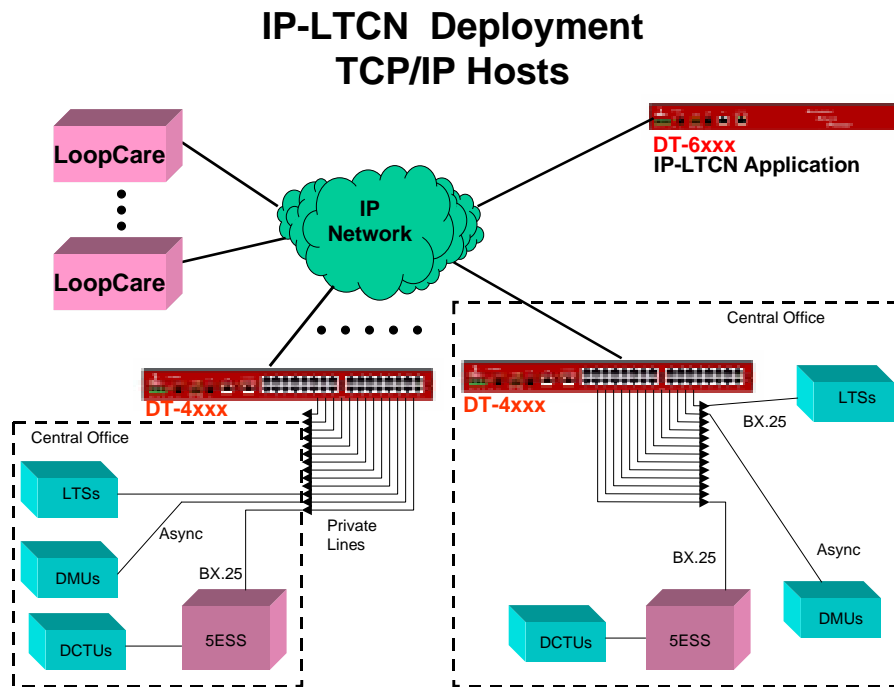 IP-LTCN Deployment
TCP/IP Hosts
LoopCare
LoopCare
IP
Network
DT-6xxx
IP-LTCN Application
DT-4xxx
Central Office
LTSs
Async
DMUs
BX.25
DCTUs
5ESS
Private
Lines
Central Office
DT-4xxx
LTSs
BX.25
BX.25
Async
DMUs
DCTUs
5ESS